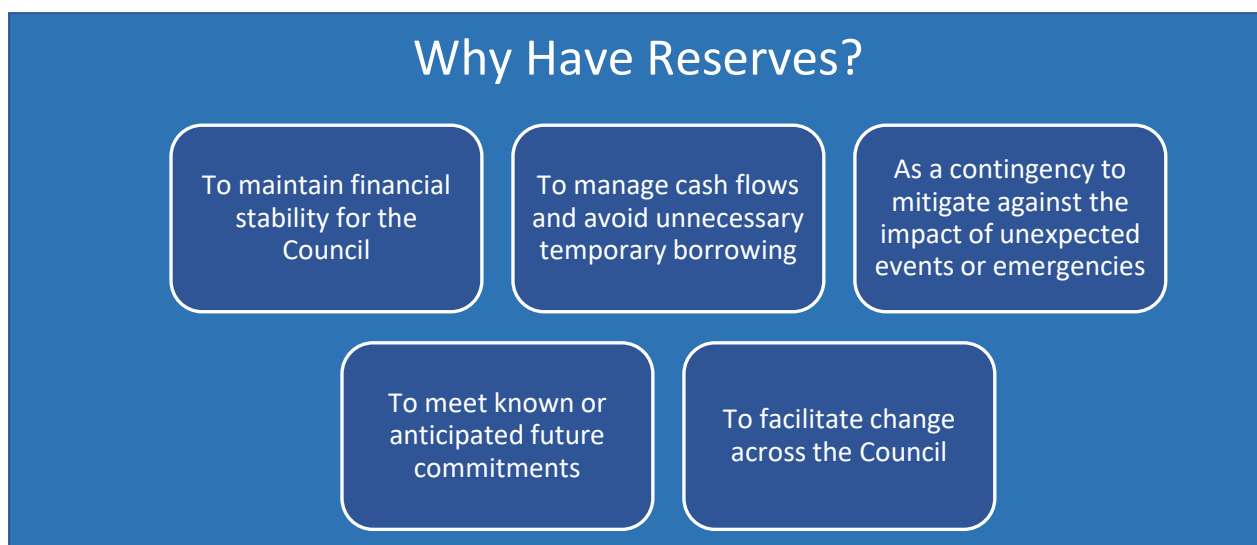 Why Have Reserves?
To maintain financial
stability for the
Council
To manage cash flows
and avoid unnecessary
temporary borrowing
As a contingency to
mitigate against the
impact of unexpected
events or emergencies
To meet known or
anticipated future
commitments
To facilitate change
across the Council